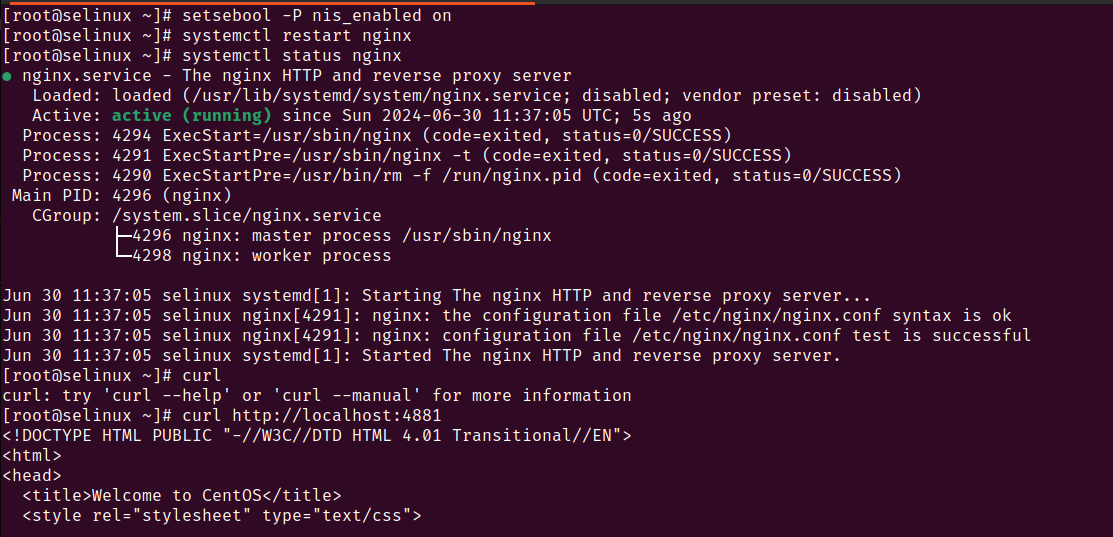 [root@selinux ~]# setsebool -P nis_enabled on
[root@selinux ~]# systemctl restart nginx
[root@selinux ~]# systemctl status nginx
● nginx.service - The nginx HTTP and reverse proxy server
   Loaded: loaded (/usr/lib/systemd/system/nginx.service; disabled; vendor preset: disabled)
   Active: active (running) since Sun 2024-06-30 11:37:05 UTC; 5s ago
  Process: 4294 ExecStart=/usr/sbin/nginx (code=exited, status=0/SUCCESS)
  Process: 4291 ExecStartPre=/usr/sbin/nginx -t (code=exited, status=0/SUCCESS)
  Process: 4290 ExecStartPre=/usr/bin/rm -f /run/nginx.pid (code=exited, status=0/SUCCESS)
 Main PID: 4296 (nginx)
   CGroup: /system.slice/nginx.service
           ├─4296 nginx: master process /usr/sbin/nginx
           └─4298 nginx: worker process

Jun 30 11:37:05 selinux systemd[1]: Starting The nginx HTTP and reverse proxy server...
Jun 30 11:37:05 selinux nginx[4291]: nginx: the configuration file /etc/nginx/nginx.conf syntax is ok
Jun 30 11:37:05 selinux nginx[4291]: nginx: configuration file /etc/nginx/nginx.conf test is successful
Jun 30 11:37:05 selinux systemd[1]: Started The nginx HTTP and reverse proxy server.
[root@selinux ~]# curl
curl: try 'curl --help' or 'curl --manual' for more information
[root@selinux ~]# curl http://localhost:4881
<!DOCTYPE HTML PUBLIC "-//W3C//DTD HTML 4.01 Transitional//EN">
<html>
<head>
  <title>Welcome to CentOS</title>
  <style rel="stylesheet" type="text/css">